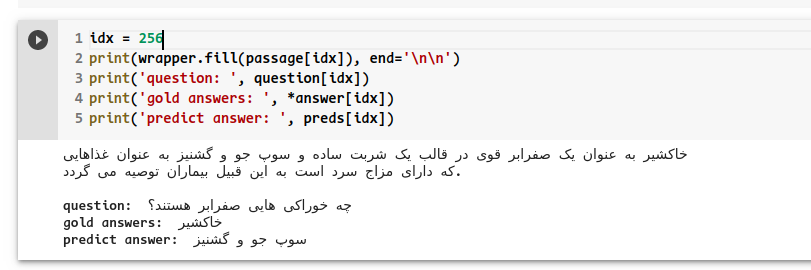 1 idx = 256
2 print(wrapper.fill(passage[idx]), end='\n\n')
3 print('question: ', question[idx])
4 print('gold answers: ', *answer[idx])
5 print('predict answer: ', preds[idx])
خاکشیر به عنوان یک صفرابر قوی در قالب یک شربت ساده و سوپ جو و گشنیز به عنوان غذاهایی
که دارای مزاج سرد است به این قبیل بیماران توصیه می گردد.
question: چه خوراکی هایی صفرابر هستند؟
gold answers: خاکشیر
predict answer: سوپ جو و گشنیز